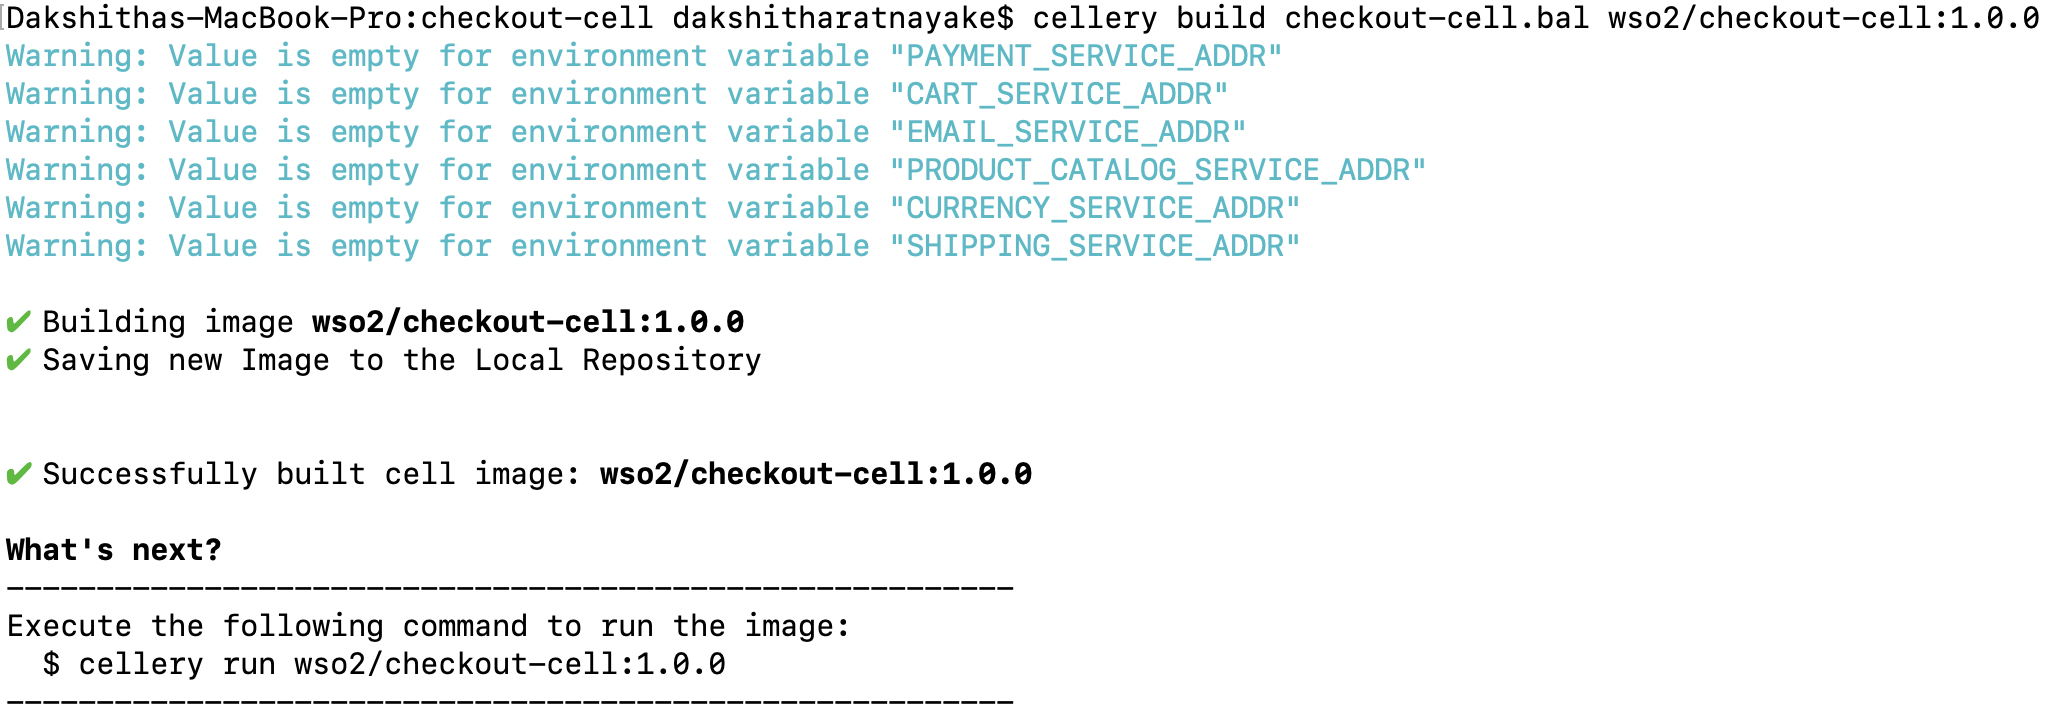 Dakshithas-MacBook-Pro:checkout-cell dakshitharatnayake$ cellery build checkout-cell.bal wso2/checkout-cell:1.0.0
Warning: Value is empty for environment variable "PAYMENT_SERVICE_ADDR"
Warning: Value is empty for environment variable "CART_SERVICE_ADDR"
Warning: Value is empty for environment variable "EMAIL_SERVICE_ADDR"
Warning: Value is empty for environment variable "PRODUCT_CATALOG_SERVICE_ADDR"
Warning: Value is empty for environment variable "CURRENCY_SERVICE_ADDR"
Warning: Value is empty for environment variable "SHIPPING_SERVICE_ADDR"
✔ Building image wso2/checkout-cell:1.0.0
✔ Saving new Image to the Local Repository
✔ Successfully built cell image: wso2/checkout-cell:1.0.0
What's next?
--------------------------------------------------------
Execute the following command to run the image:
$ cellery run wso2/checkout-cell:1.0.0
--------------------------------------------------------